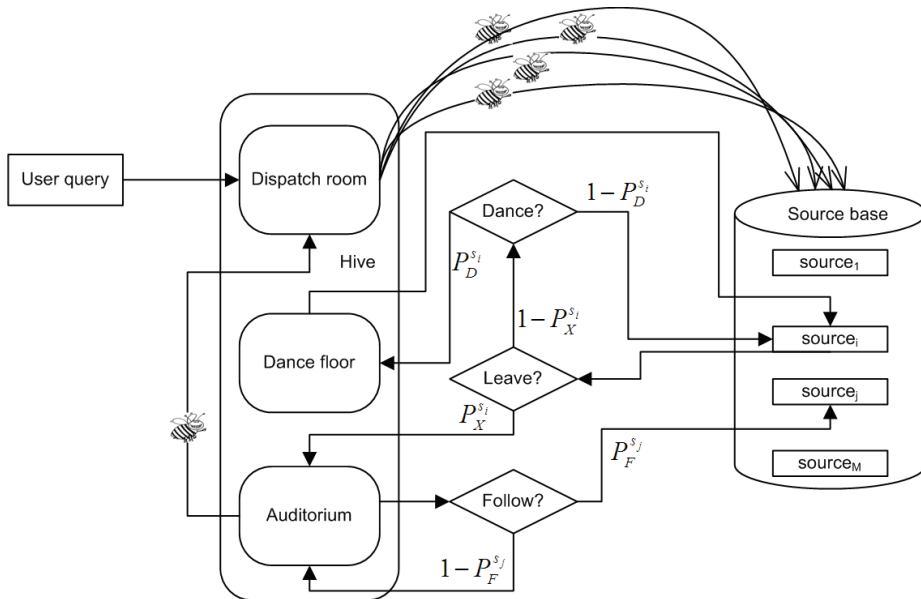 User query
Dispatch room
Hive
Dance floor
Auditorium
Dance?
$1-P_D^{s_i}$
$P_D^{s_i}$
$1-P_X^{s_i}$
Leave?
$P_X^{s_i}$
Follow?
$P_F^{s_j}$
$1-P_F^{s_j}$
Source base
source₁
sourceᵢ
sourceⱼ
source_M